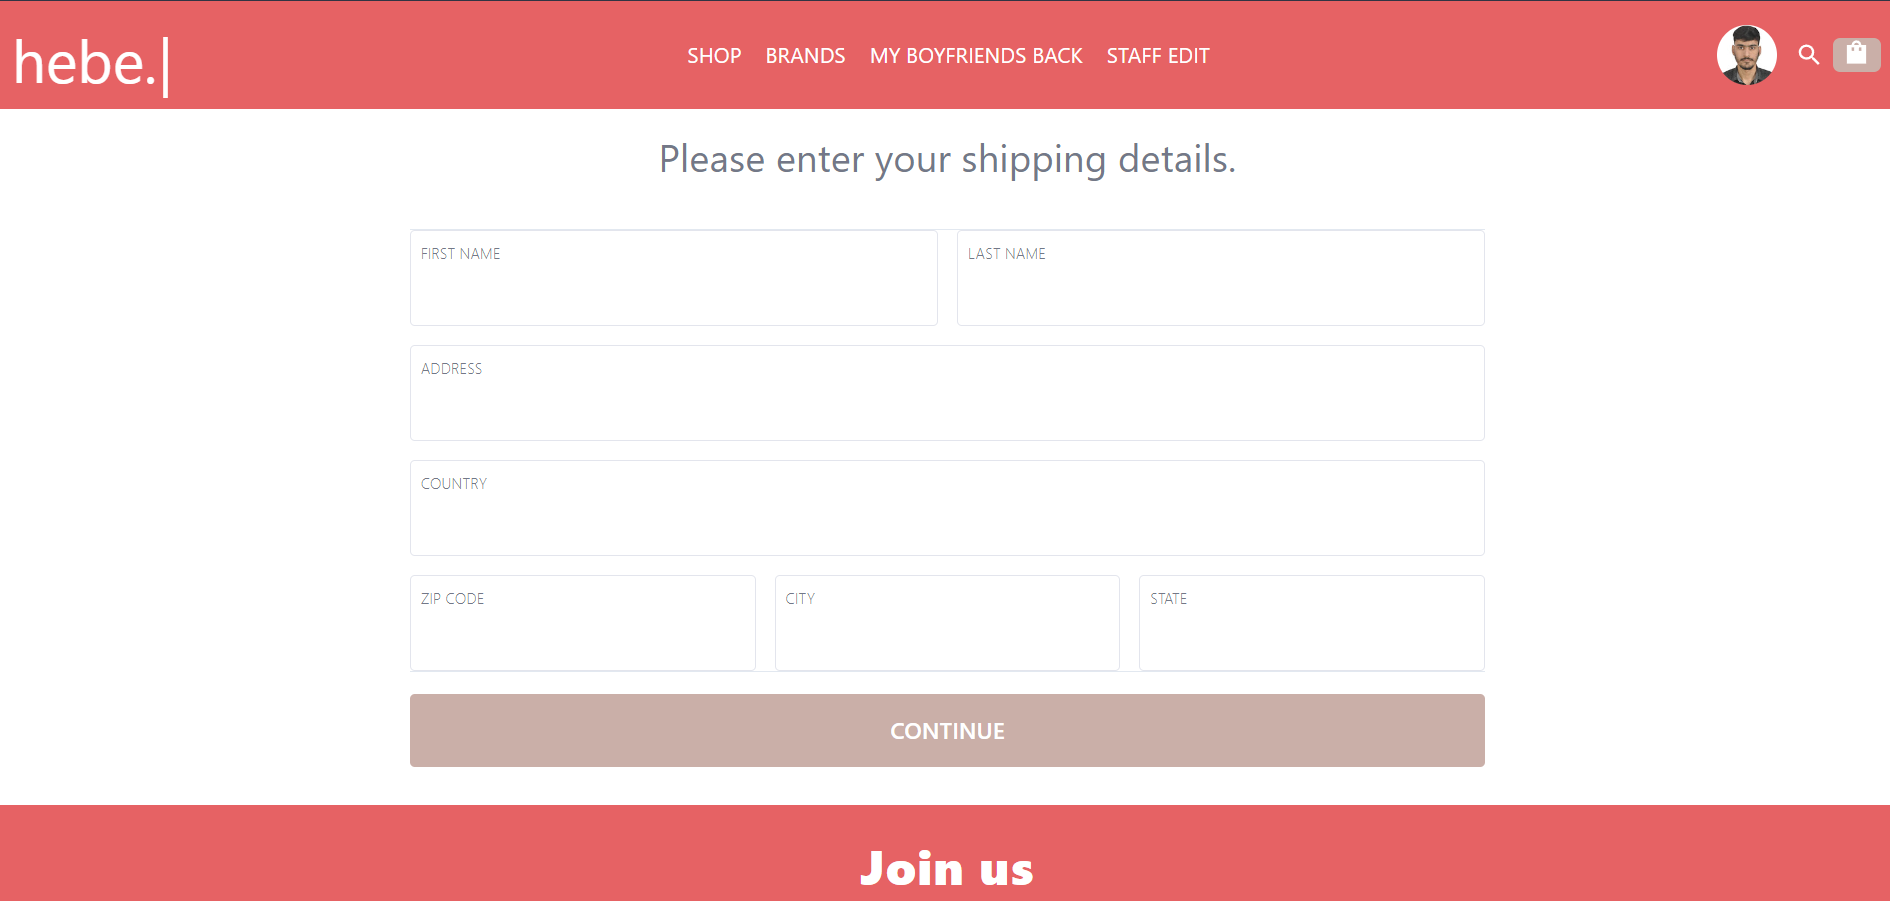 hebe.|
SHOP BRANDS MY BOYFRIENDS BACK STAFF EDIT
Please enter your shipping details.
FIRST NAME LAST NAME
ADDRESS
COUNTRY
ZIP CODE CITY STATE
CONTINUE
Join us